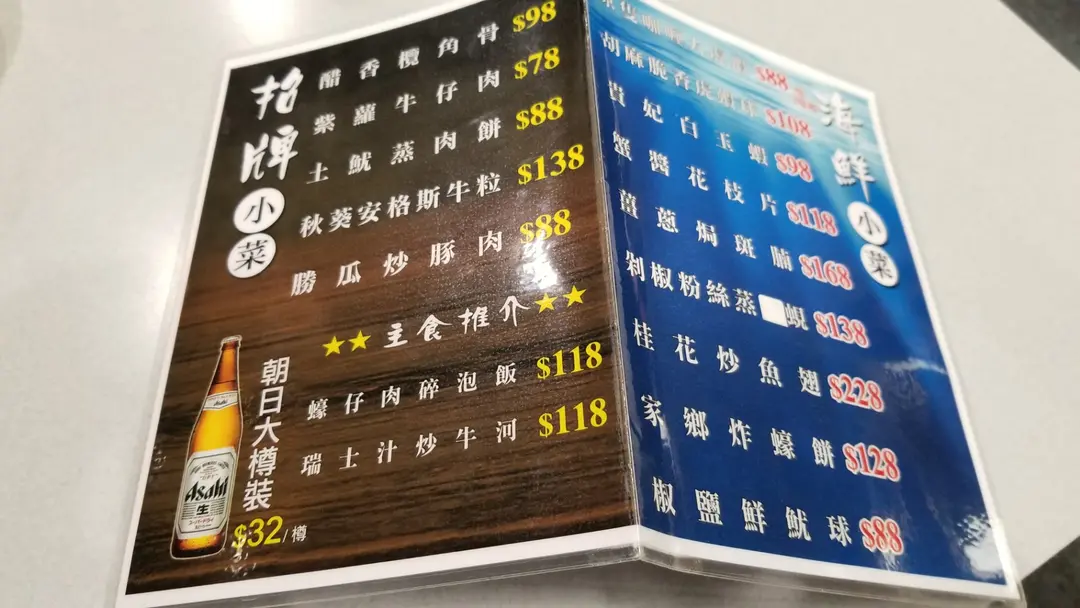 招牌小菜
醋香欖角骨 $98
紫蘿牛仔肉 $78
土魷蒸肉餅 $88
秋葵安格斯牛粒 $138
勝瓜炒豚肉 $88
★★主食推介★★
蠔仔肉碎泡飯 $118
瑞士汁炒牛河 $118
朝日大樽裝
$32/樽
Asahi
生
海鮮小菜
$88
胡麻脆香 $108
貴妃白玉蝦 $98
蟹醬花枝片 $118
薑蔥焗斑腩 $168
剁椒粉絲蒸 蜆 $138
桂花炒魚翅 $228
家鄉炸蠔餅 $128
椒鹽鮮魷球 $88